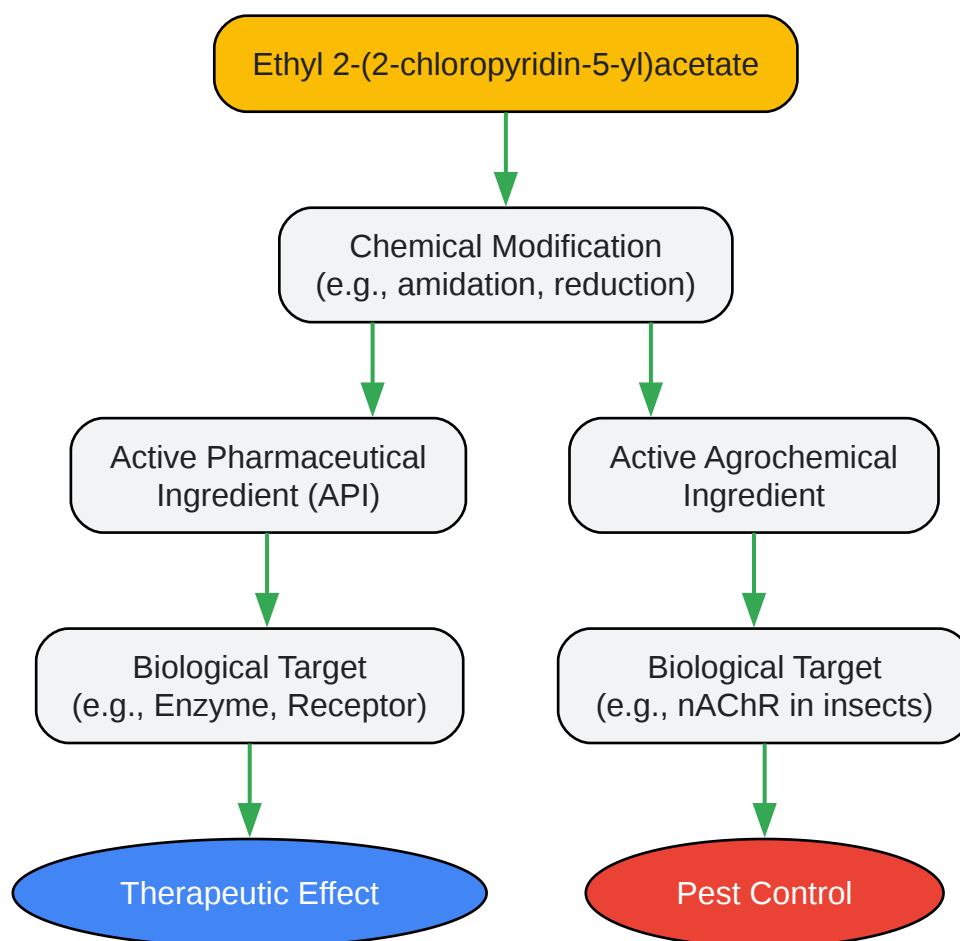 Ethyl 2-(2-chloropyridin-5-yl)acetate
Chemical Modification
(e.g., amidation, reduction)
Active Pharmaceutical
Ingredient (API)
Active Agrochemical
Ingredient
Biological Target
(e.g., Enzyme, Receptor)
Biological Target
(e.g., nAChR in insects)
Therapeutic Effect
Pest Control